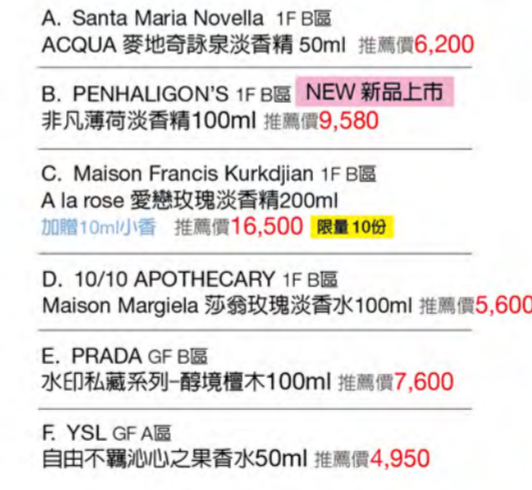 A. Santa Maria Novella 1F B區
ACQUA 麥地奇詠泉淡香精 50ml 推薦價6,200
B. PENHALIGON'S 1F B區 NEW 新品上市
非凡薄荷淡香精100ml 推薦價9,580
C. Maison Francis Kurkdjian 1F B區
A la rose 愛戀玫瑰淡香精200ml
加贈10ml小香 推薦價16,500 限量10份
D. 10/10 APOTHECARY 1F B區
Maison Margiela 莎翁玫瑰淡香水100ml 推薦價5,600
E. PRADA GF B區
水印私藏系列-醇境檀木100ml 推薦價7,600
F. YSL GF A區
自由不羈沁心之果香水50ml 推薦價4,950